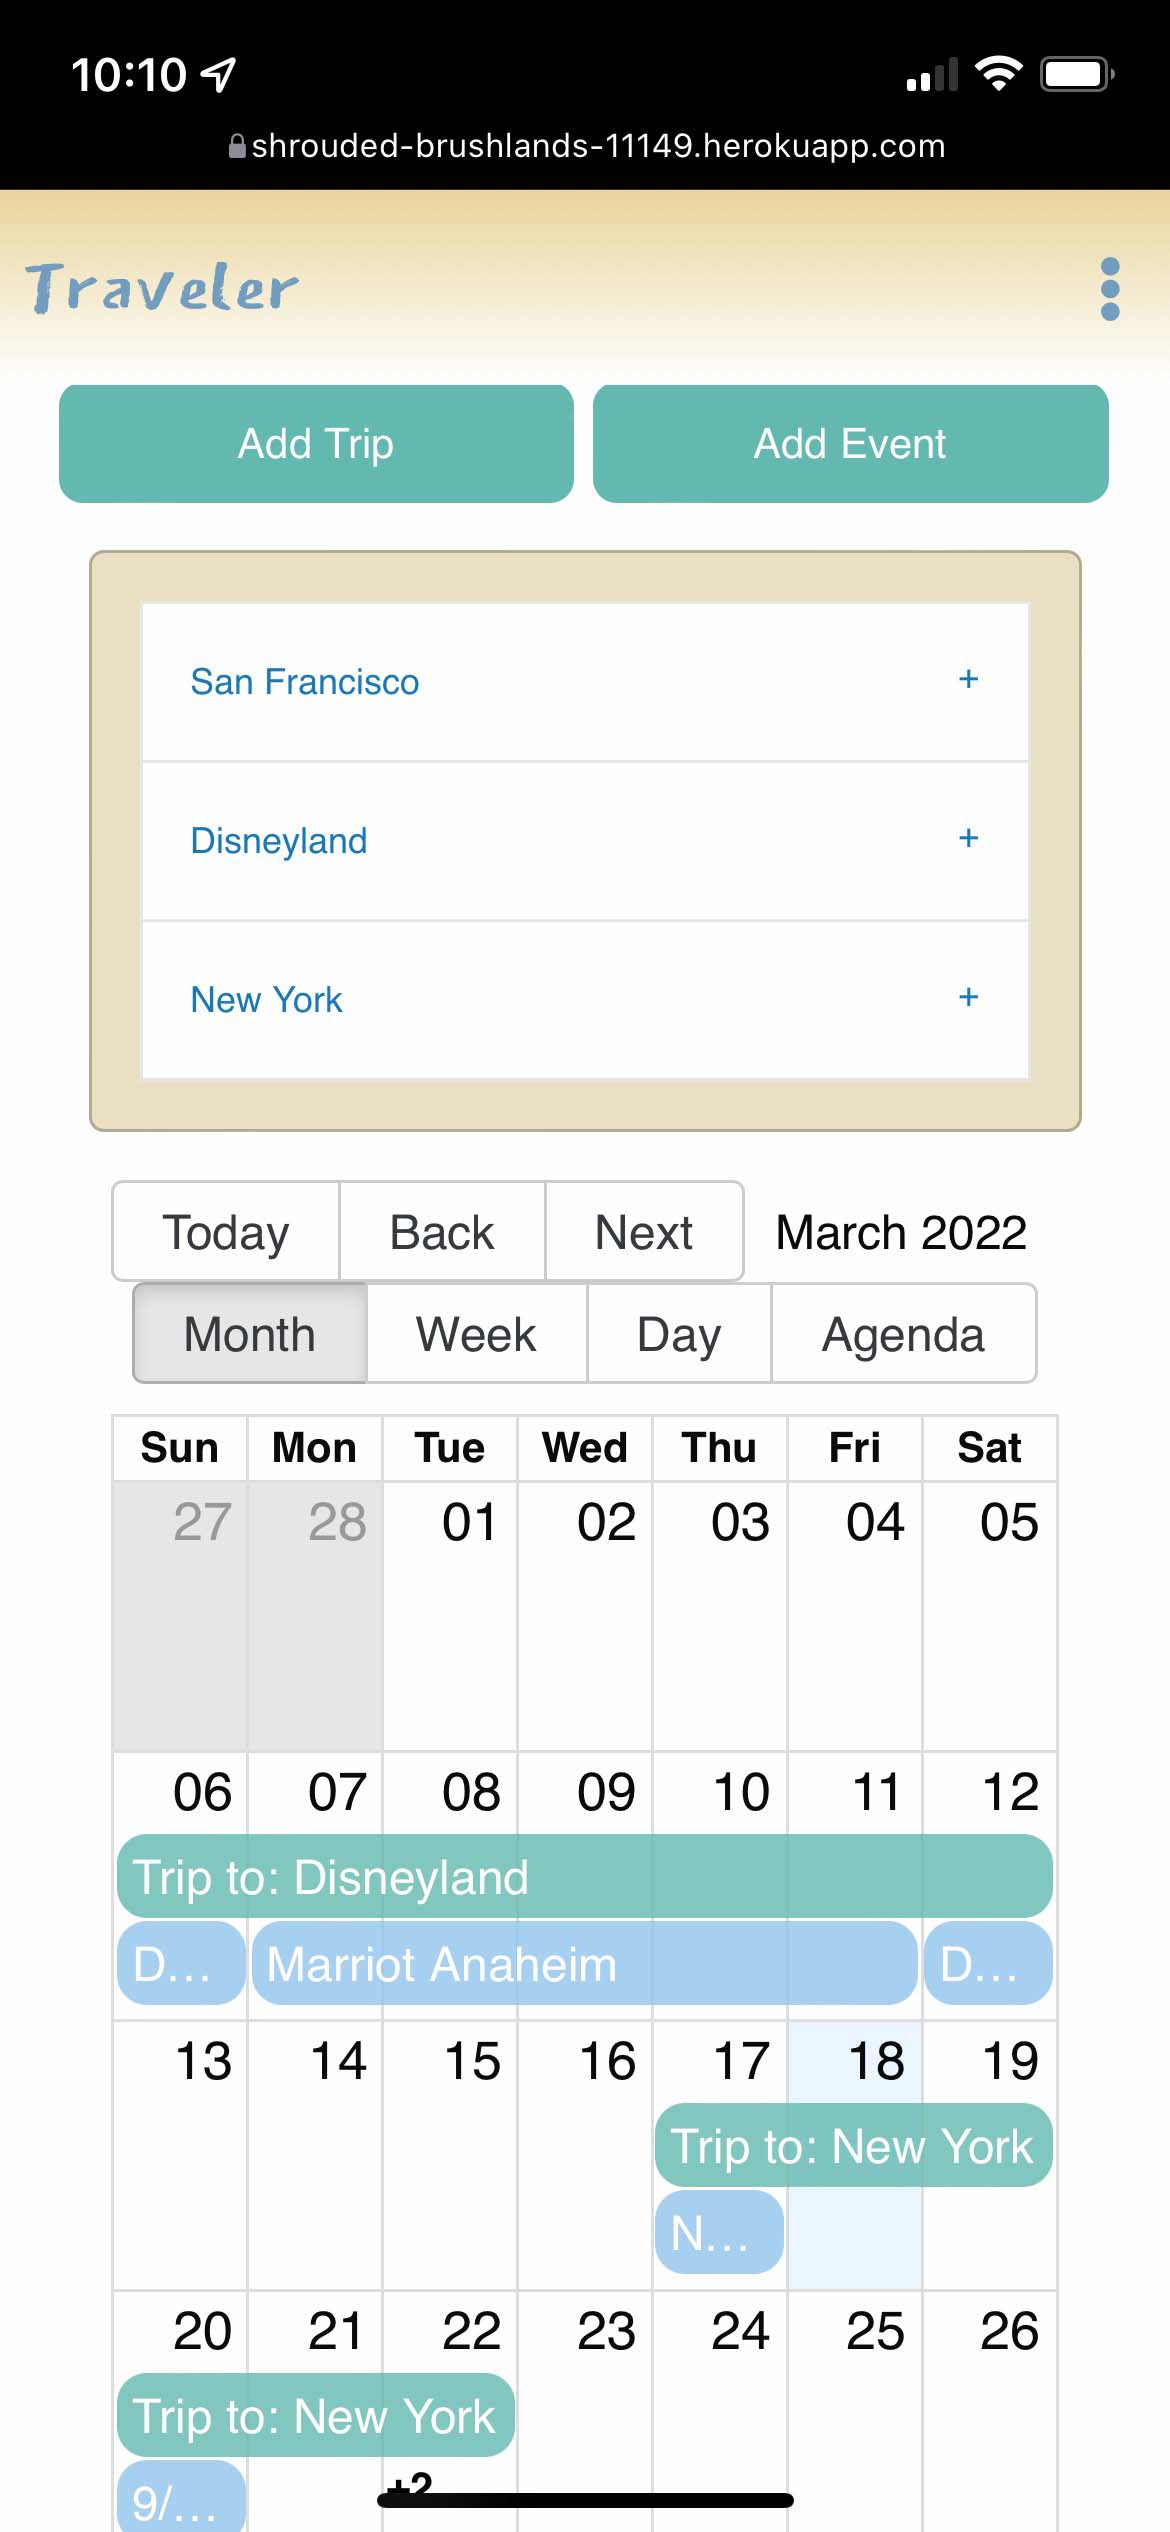 10:10
shrouded-brushlands-11149.herokuapp.com
Traveler
Add Trip Add Event
San Francisco +
Disneyland +
New York +
Today Back Next March 2022
Month Week Day Agenda
Sun Mon Tue Wed Thu Fri Sat
27 28 01 02 03 04 05
06 07 08 09 10 11 12
Trip to: Disneyland
D... Marriot Anaheim D...
13 14 15 16 17 18 19
Trip to: New York
N...
20 21 22 23 24 25 26
Trip to: New York
9/... +2